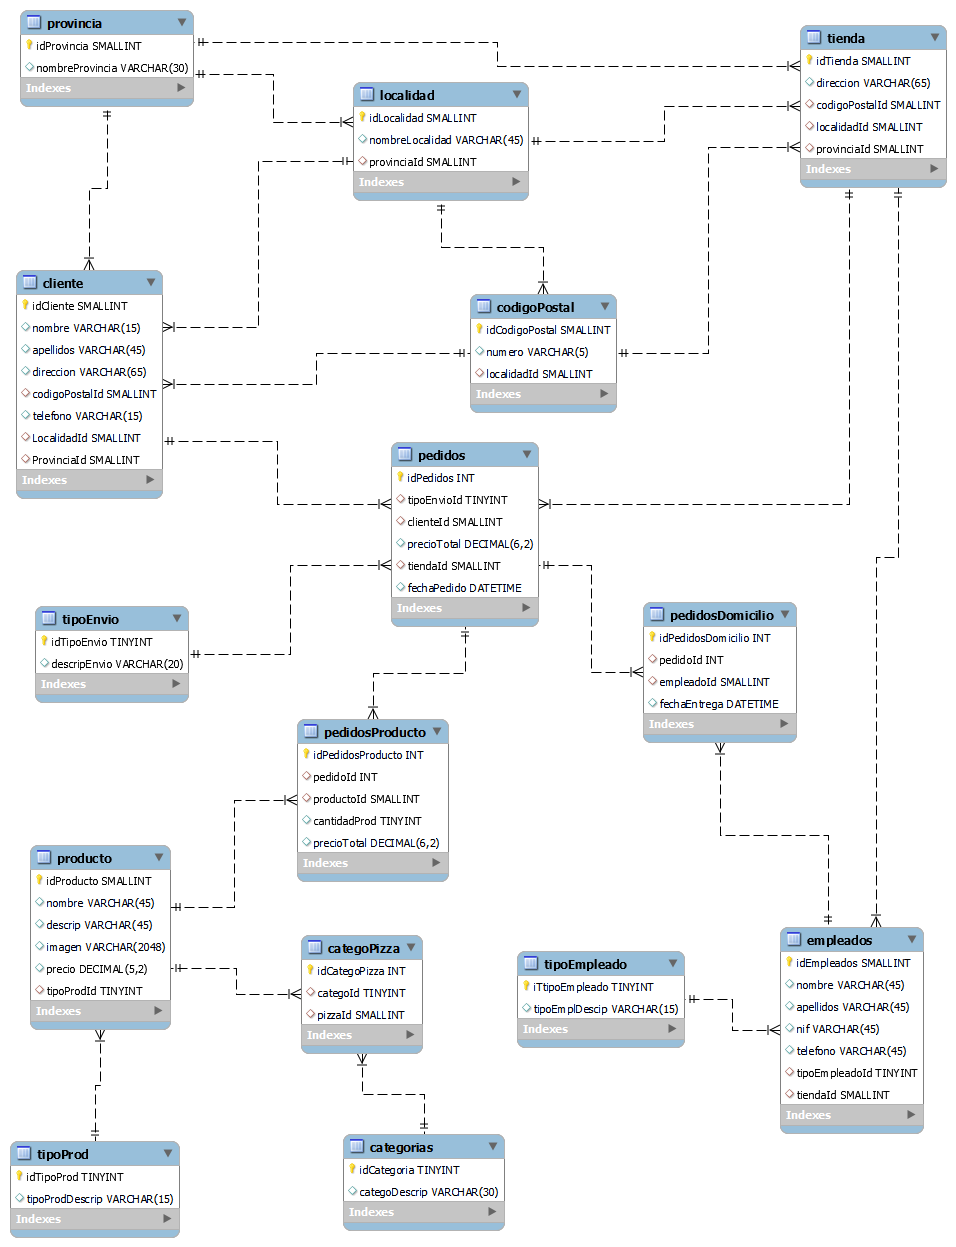 provincia
idProvincia SMALLINT
nombreProvincia VARCHAR(30)
Indexes
tienda
idTienda SMALLINT
direccion VARCHAR(65)
codigoPostalId SMALLINT
localidadId SMALLINT
provinciaId SMALLINT
Indexes
localidad
idLocalidad SMALLINT
nombreLocalidad VARCHAR(45)
provinciaId SMALLINT
Indexes
cliente
idCliente SMALLINT
nombre VARCHAR(15)
apellidos VARCHAR(45)
direccion VARCHAR(65)
codigoPostalId SMALLINT
telefono VARCHAR(15)
LocalidadId SMALLINT
ProvinciaId SMALLINT
Indexes
codigoPostal
idCodigoPostal SMALLINT
numero VARCHAR(5)
localidadId SMALLINT
Indexes
pedidos
idPedidos INT
tipoEnvioId TINYINT
clienteId SMALLINT
precioTotal DECIMAL(6,2)
tiendaId SMALLINT
fechaPedido DATETIME
Indexes
tipoEnvio
idTipoEnvio TINYINT
descripEnvio VARCHAR(20)
Indexes
pedidosDomicilio
idPedidosDomicilio INT
pedidoId INT
empleadoId SMALLINT
fechaEntrega DATETIME
Indexes
pedidosProducto
idPedidosProducto INT
pedidoId INT
productoId SMALLINT
cantidadProd TINYINT
precioTotal DECIMAL(6,2)
Indexes
producto
idProducto SMALLINT
nombre VARCHAR(45)
descrip VARCHAR(45)
imagen VARCHAR(2048)
precio DECIMAL(5,2)
tipoProdId TINYINT
Indexes
categoPizza
idCategoPizza INT
categoId TINYINT
pizzaId SMALLINT
Indexes
tipoEmpleado
iTtipoEmpleado TINYINT
tipoEmplDescip VARCHAR(15)
Indexes
empleados
idEmpleados SMALLINT
nombre VARCHAR(45)
apellidos VARCHAR(45)
nif VARCHAR(45)
telefono VARCHAR(45)
tipoEmpleadoId TINYINT
tiendaId SMALLINT
Indexes
tipoProd
idTipoProd TINYINT
tipoProdDescrip VARCHAR(15)
Indexes
categorias
idCategoria TINYINT
categoDescrip VARCHAR(30)
Indexes